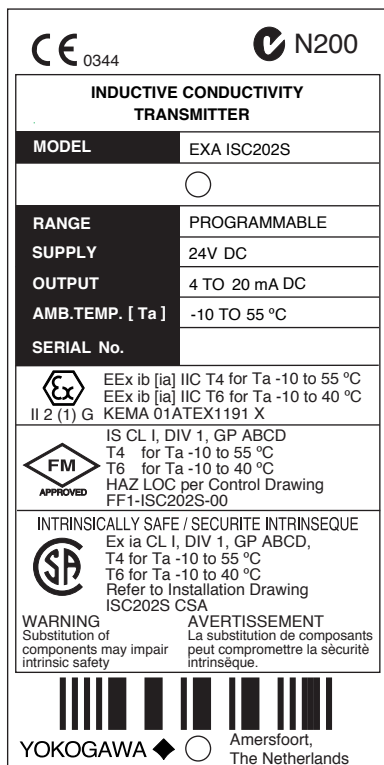 CE 0344
N200
INDUCTIVE CONDUCTIVITY
TRANSMITTER
MODEL EXA ISC202S
RANGE PROGRAMMABLE
SUPPLY 24V DC
OUTPUT 4 TO 20 mA DC
AMB.TEMP. [ Ta ] -10 TO 55 ºC
SERIAL No.
Ex
II 2 (1) G
EEx ib [ia] IIC T4 for Ta -10 to 55 ºC
EEx ib [ia] IIC T6 for Ta -10 to 40 ºC
KEMA 01ATEX1191 X
FM
APPROVED
IS CL I, DIV 1, GP ABCD
T4 for Ta -10 to 55 ºC
T6 for Ta -10 to 40 ºC
HAZ LOC per Control Drawing
FF1-ISC202S-00
INTRINSICALLY SAFE / SECURITE INTRINSEQUE
SA
Ex ia CL I, DIV 1, GP ABCD,
T4 for Ta -10 to 55 ºC
T6 for Ta -10 to 40 ºC
Refer to Installation Drawing
ISC202S CSA
WARNING
Substitution of
components may impair
intrinsic safety
AVERTISSEMENT
La substitution de composants
peut compromettre la sècùritè
intrinsëque.
YOKOGAWA
Amersfoort,
The Netherlands